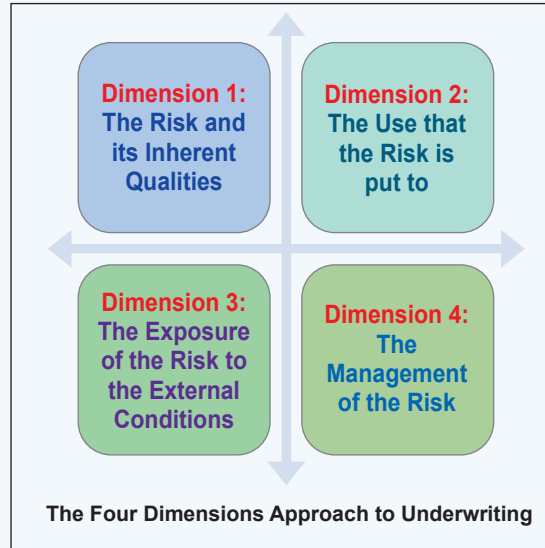 Dimension 1:
The Risk and
its Inherent
Qualities
Dimension 2:
The Use that
the Risk is
put to
Dimension 3:
The Exposure
of the Risk to
the External
Conditions
Dimension 4:
The
Management
of the Risk
The Four Dimensions Approach to Underwriting